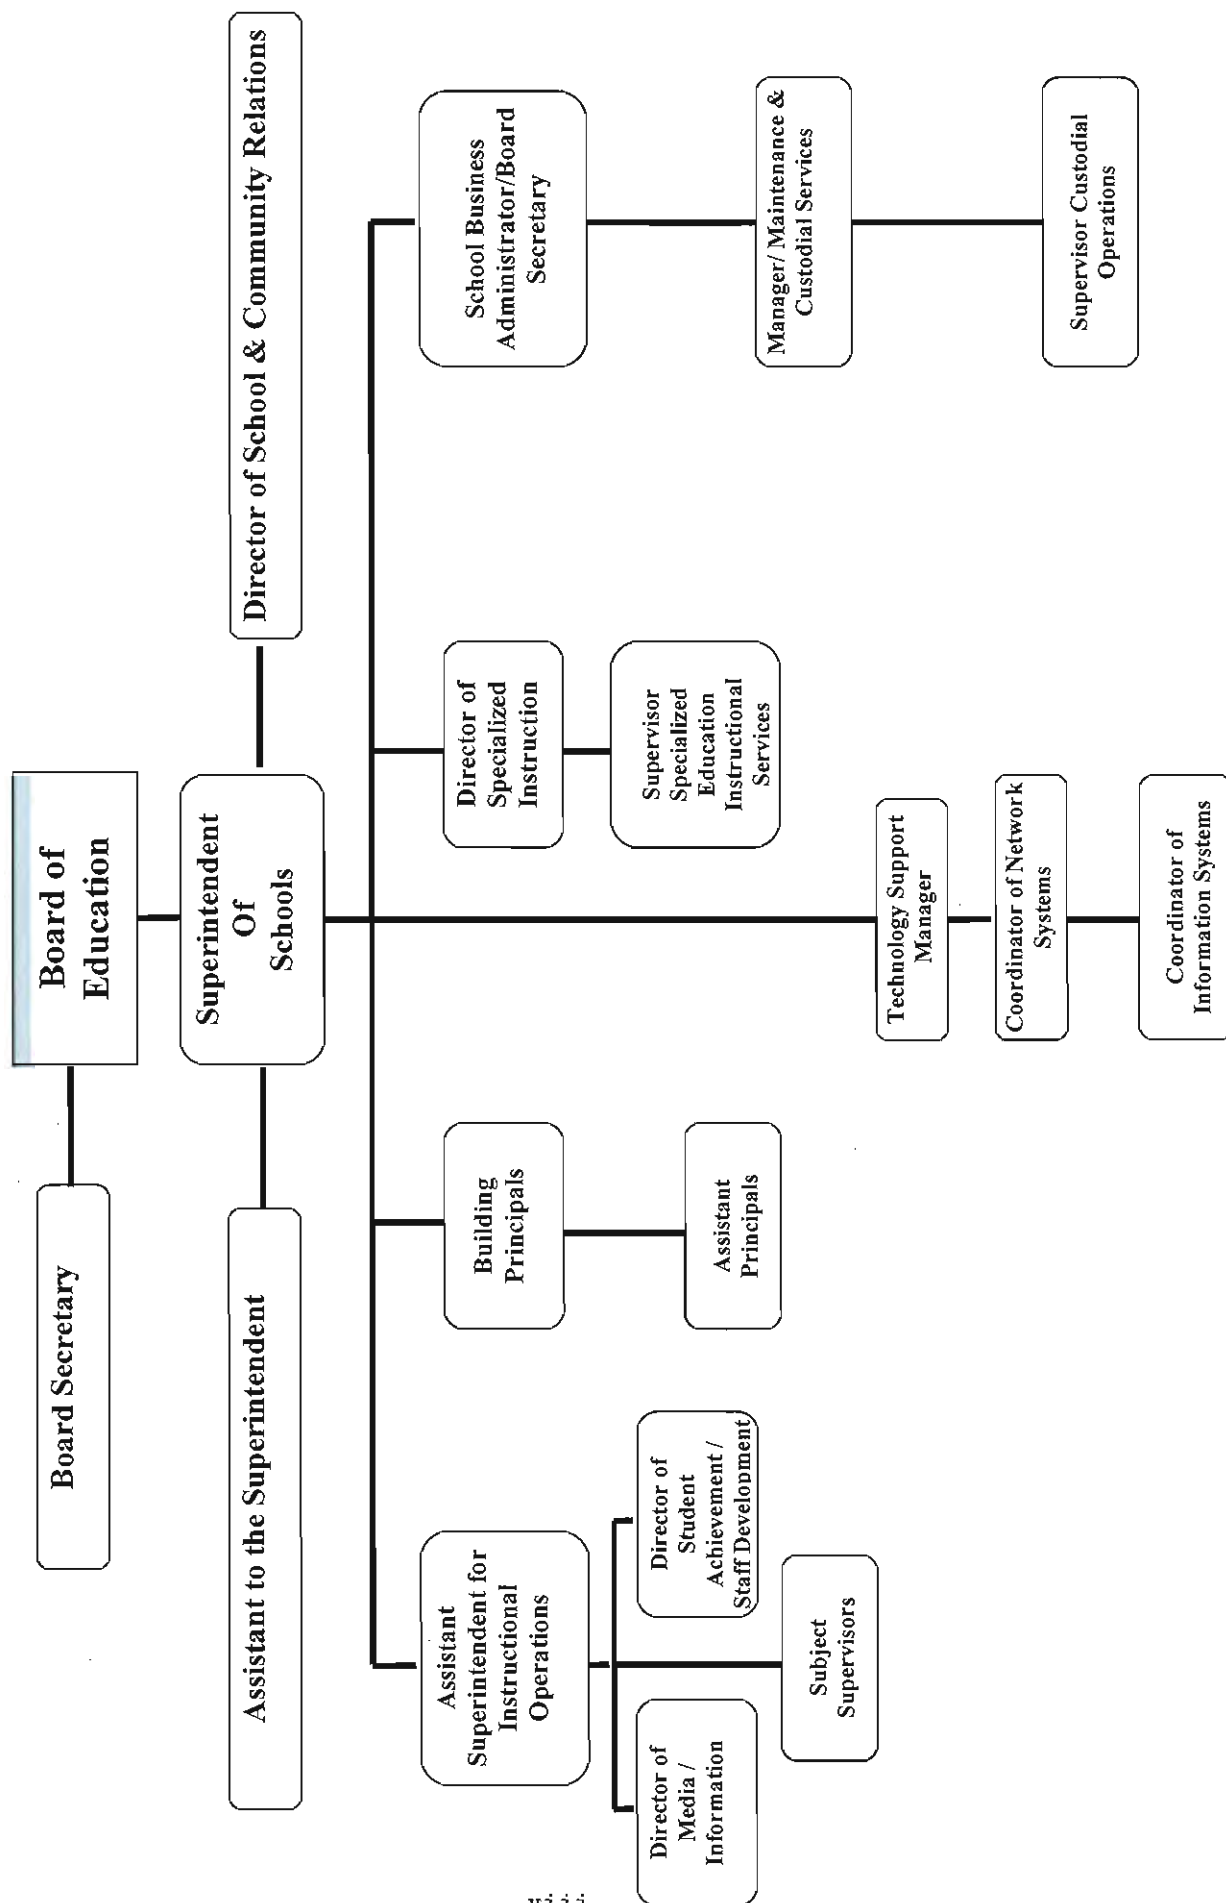 Board of
Education
Board Secretary
Superintendent
Of
Schools
Assistant to the Superintendent
Director of School & Community Relations
Assistant
Superintendent for
Instructional
Operations
Building
Principals
Director of
Specialized
Instruction
School Business
Administrator/Board
Secretary
Director of
Media /
Information
Director of
Student
Achievement /
Staff Development
Subject
Supervisors
Assistant
Principals
Supervisor
Specialized
Education
Instructional
Services
Manager/ Maintenance &
Custodial Services
Technology Support
Manager
Coordinator of Network
Systems
Coordinator of
Information Systems
Supervisor Custodial
Operations
viii